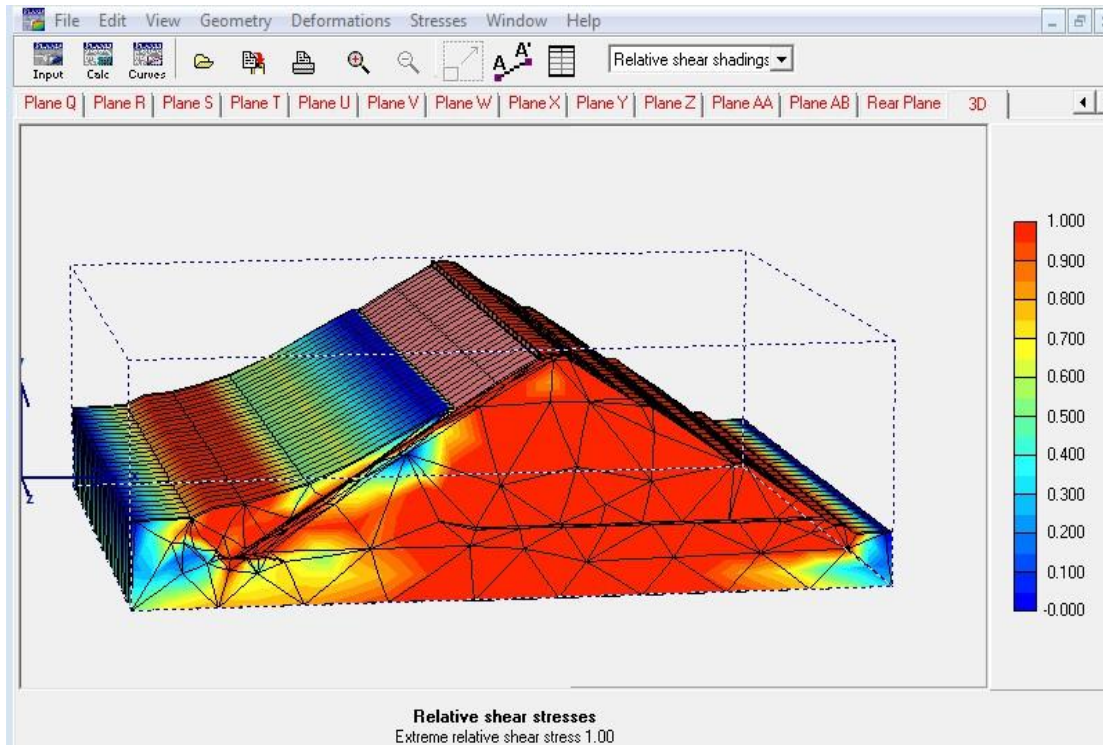 File Edit View Geometry Deformations Stresses Window Help
Input Calc Curves A A' Relative shear shadings
Plane Q Plane R Plane S Plane T Plane U Plane V Plane W Plane X Plane Y Plane Z Plane AA Plane AB Rear Plane 3D
1.000
0.900
0.800
0.700
0.600
0.500
0.400
0.300
0.200
0.100
-0.000
z
Relative shear stresses
Extreme relative shear stress 1.00